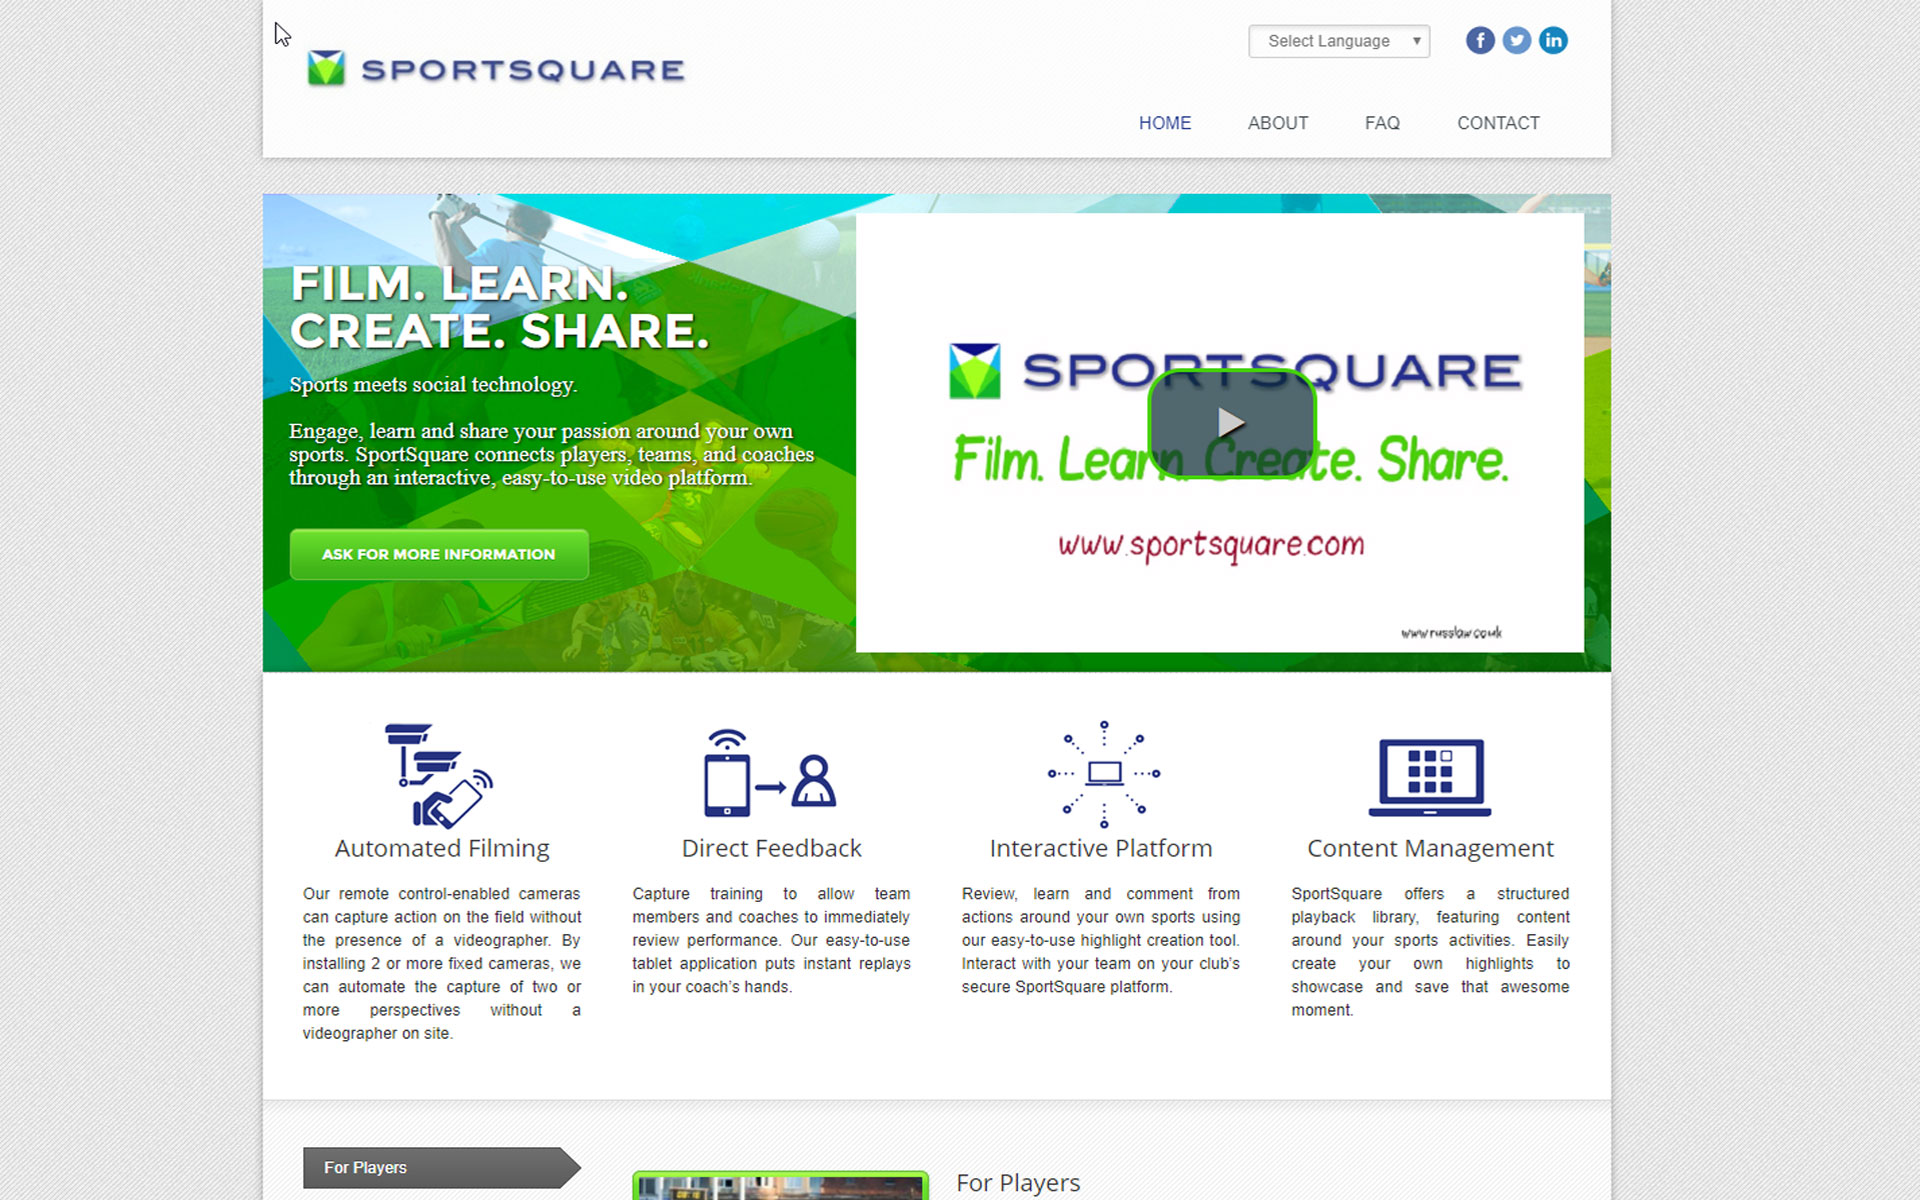 SPORTSQUARE
Select Language ▼
HOME ABOUT FAQ CONTACT
FILM. LEARN.
CREATE. SHARE.
Sports meets social technology.
Engage, learn and share your passion around your own
sports. SportSquare connects players, teams, and coaches
through an interactive, easy-to-use video platform.
ASK FOR MORE INFORMATION
SPORTSQUARE
Film. Learn. Create. Share.
www.sportsquare.com
www.russlaw.co.uk
Automated Filming
Our remote control-enabled cameras
can capture action on the field without
the presence of a videographer. By
installing 2 or more fixed cameras, we
can automate the capture of two or
more perspectives without a
videographer on site.
Direct Feedback
Capture training to allow team
members and coaches to immediately
review performance. Our easy-to-use
tablet application puts instant replays
in your coach’s hands.
Interactive Platform
Review, learn and comment from
actions around your own sports using
our easy-to-use highlight creation tool.
Interact with your team on your club’s
secure SportSquare platform.
Content Management
SportSquare offers a structured
playback library, featuring content
around your sports activities. Easily
create your own highlights to
showcase and save that awesome
moment.
For Players
For Players